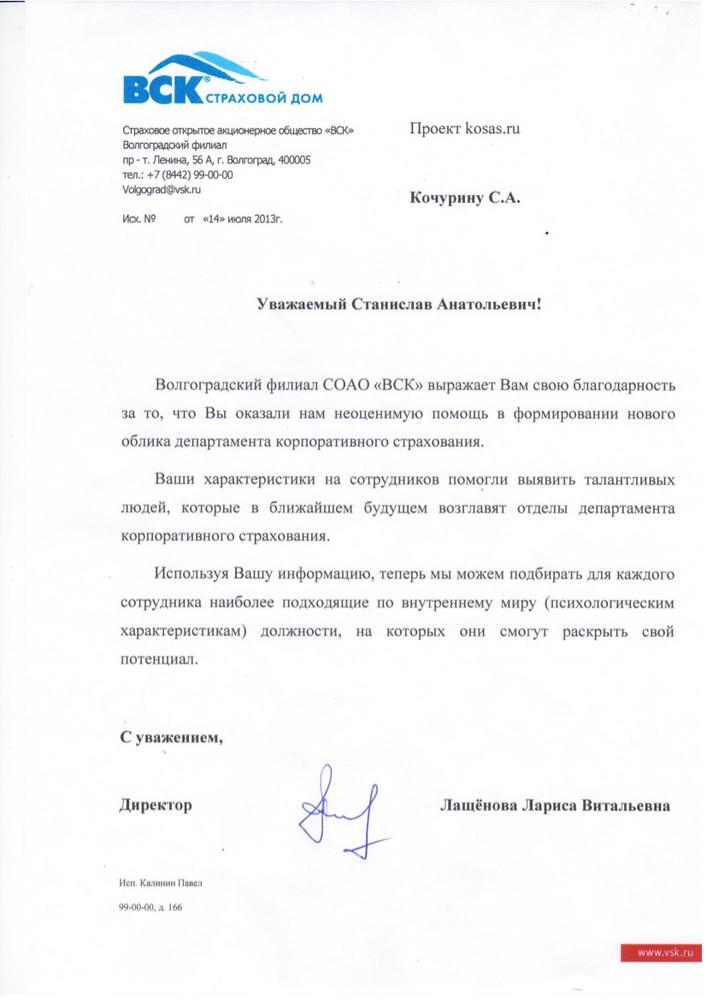 ВСК® СТРАХОВОЙ ДОМ
Страховое открытое акционерное общество «ВСК»
Волгоградский филиал
пр - т. Ленина, 56 А, г. Волгоград, 400005
тел.: +7 (8442) 99-00-00
Volgograd@vsk.ru
Исх. № от «14» июля 2013г.
Проект kosas.ru
Кочурину С.А.
Уважаемый Станислав Анатольевич!
Волгоградский филиал СОАО «ВСК» выражает Вам свою благодарность
за то, что Вы оказали нам неоценимую помощь в формировании нового
облика департамента корпоративного страхования.
Ваши характеристики на сотрудников помогли выявить талантливых
людей, которые в ближайшем будущем возглавят отделы департамента
корпоративного страхования.
Используя Вашу информацию, теперь мы можем подбирать для каждого
сотрудника наиболее подходящие по внутреннему миру (психологическим
характеристикам) должности, на которых они смогут раскрыть свой
потенциал.
С уважением,
Директор Лащёнова Лариса Витальевна
Исп. Калинин Павел
99-00-00, д. 166
www.vsk.ru